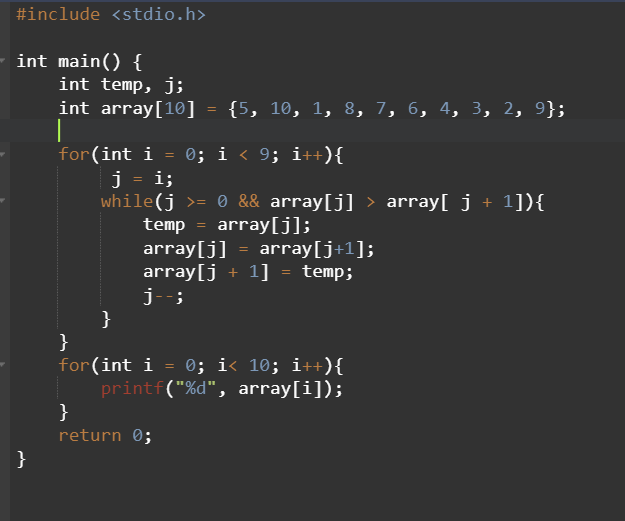 #include <stdio.h>
int main() {
int temp, j;
int array[10] = {5, 10, 1, 8, 7, 6, 4, 3, 2, 9};
for(int i = 0; i < 9; i++){
j = i;
while(j >= 0 && array[j] > array[ j + 1]){
temp = array[j];
array[j] = array[j+1];
array[j + 1] = temp;
j--;
}
}
for(int i = 0; i< 10; i++){
printf("%d", array[i]);
}
return 0;
}